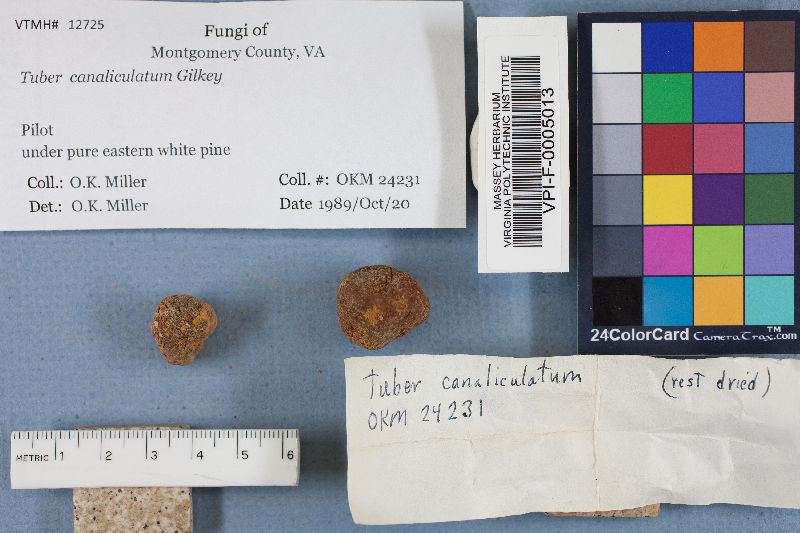 VTMH# 12725
Fungi of
Montgomery County, VA
Tuber canaliculatum Gilkey
Pilot
under pure eastern white pine
Coll.: O.K. Miller
Coll. #: OKM 24231
Det.: O.K. Miller
Date 1989/Oct/20
MASSEY HERBARIUM
VIRGINIA POLYTECHNIC INSTITUTE
VPI-F-0005013
24ColorCard CameraTrax.com
TM
Tuber canaliculatum (rest dried)
OKM 24231
METRIC 1 2 3 4 5 6